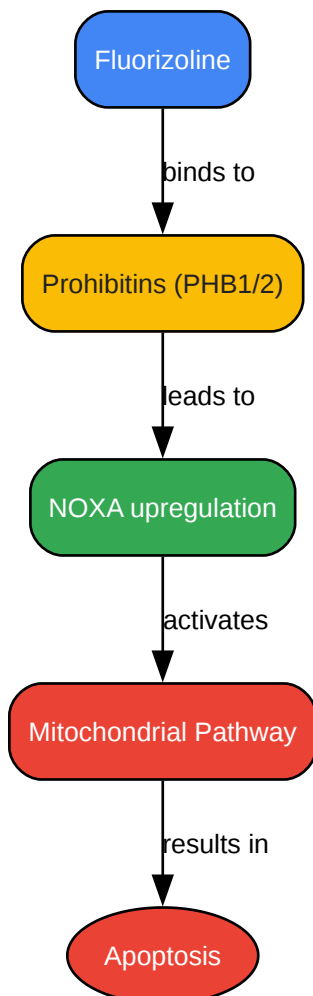 Fluorizoline
binds to
Prohibitins (PHB1/2)
leads to
NOXA upregulation
activates
Mitochondrial Pathway
results in
Apoptosis